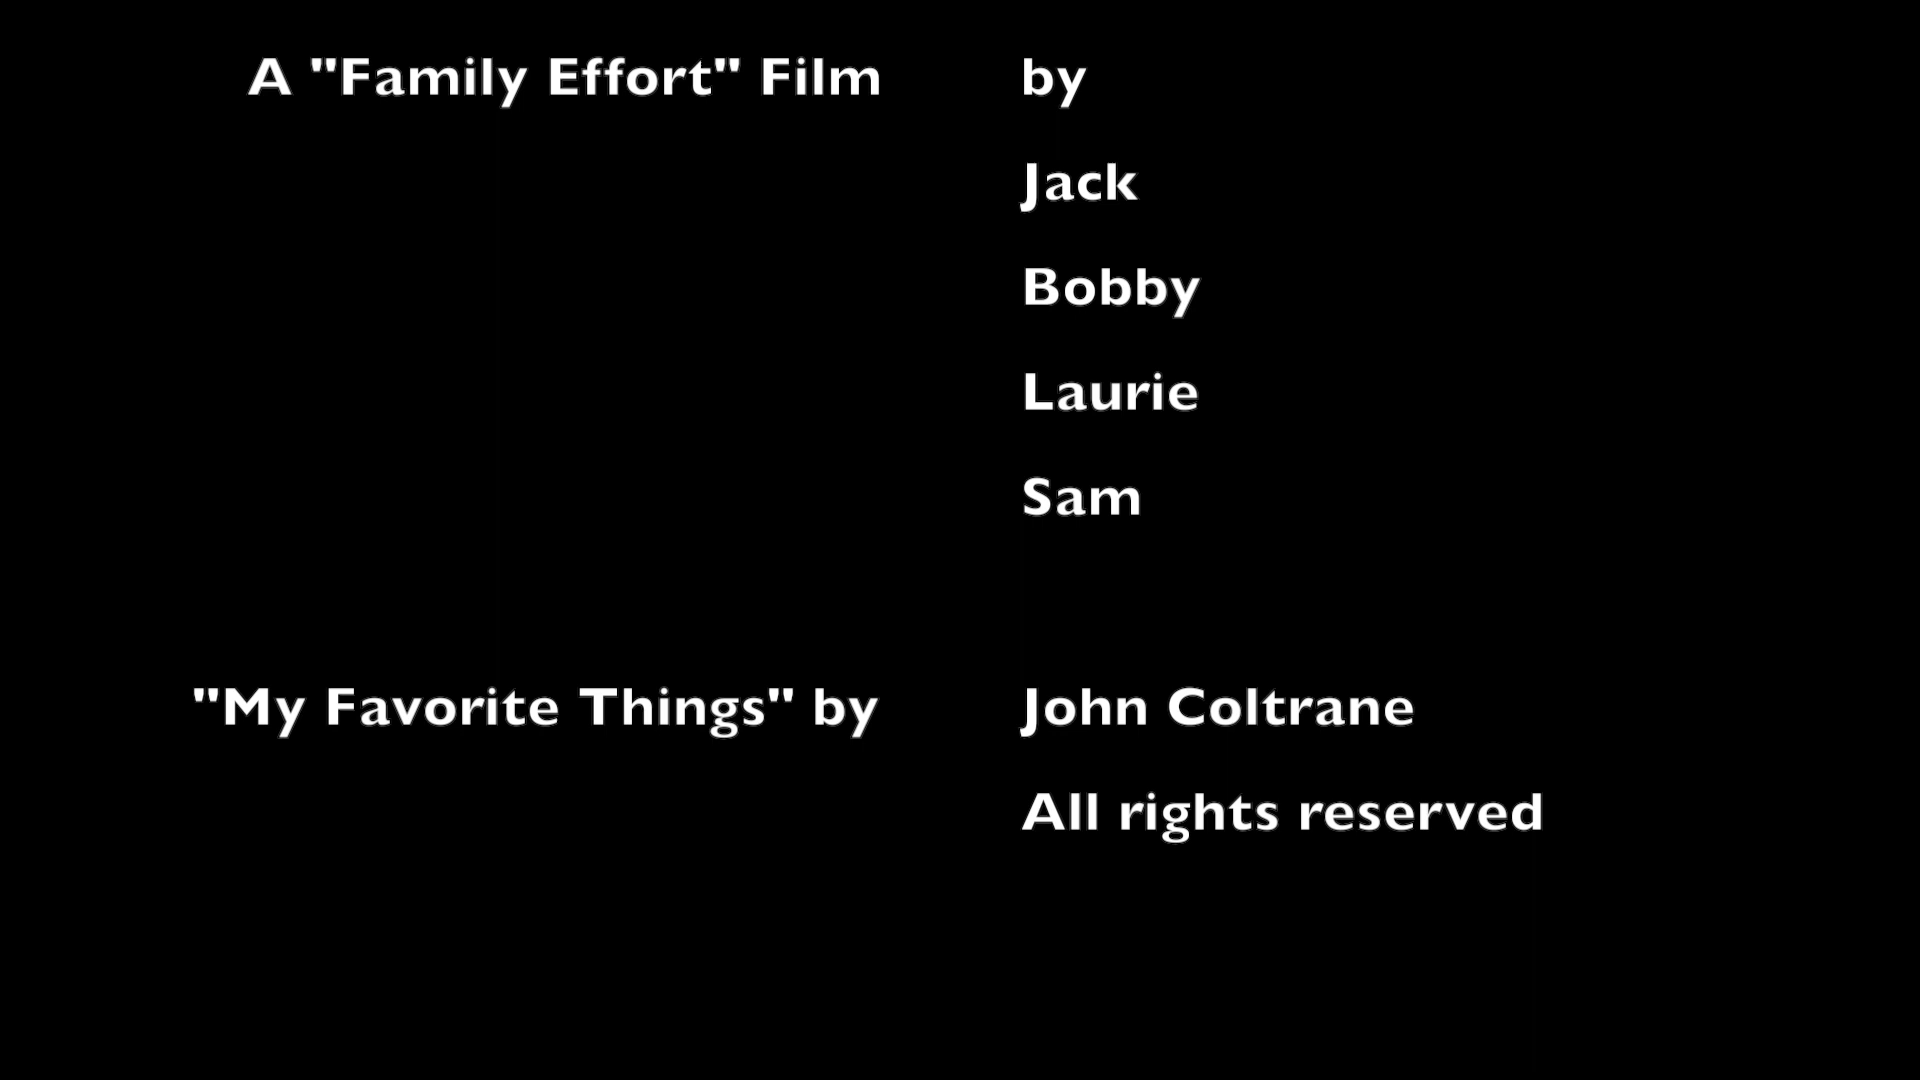 A "Family Effort" Film by
Jack
Bobby
Laurie
Sam
"My Favorite Things" by John Coltrane
All rights reserved